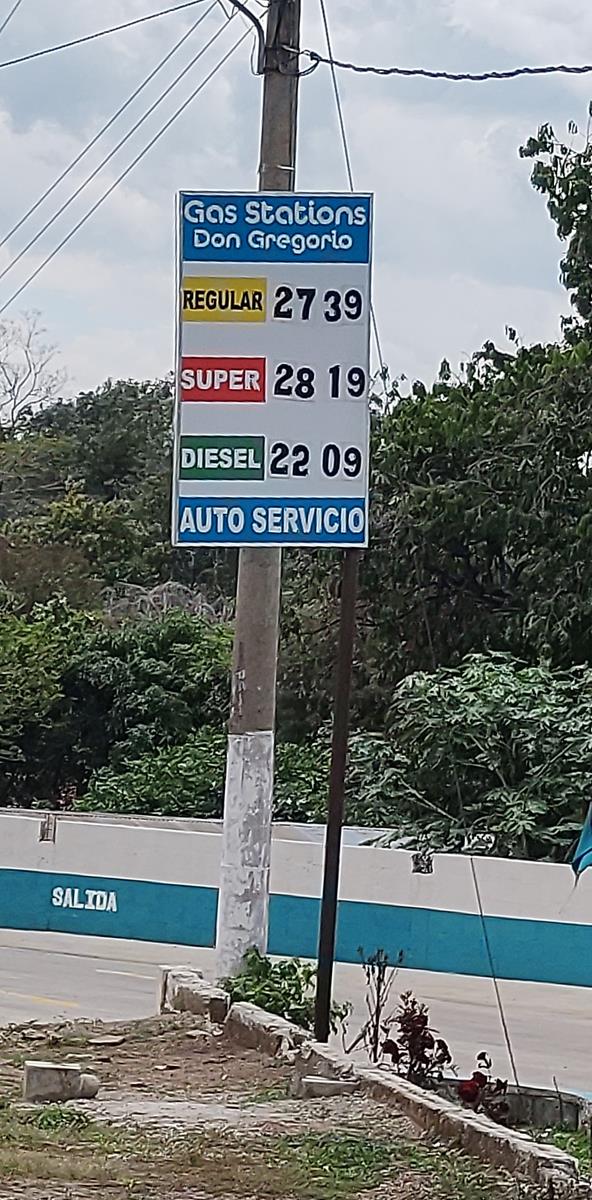 Gas Stations
Don Gregorio
REGULAR 27 39
SUPER 28 19
DIESEL 22 09
AUTO SERVICIO
SALIDA